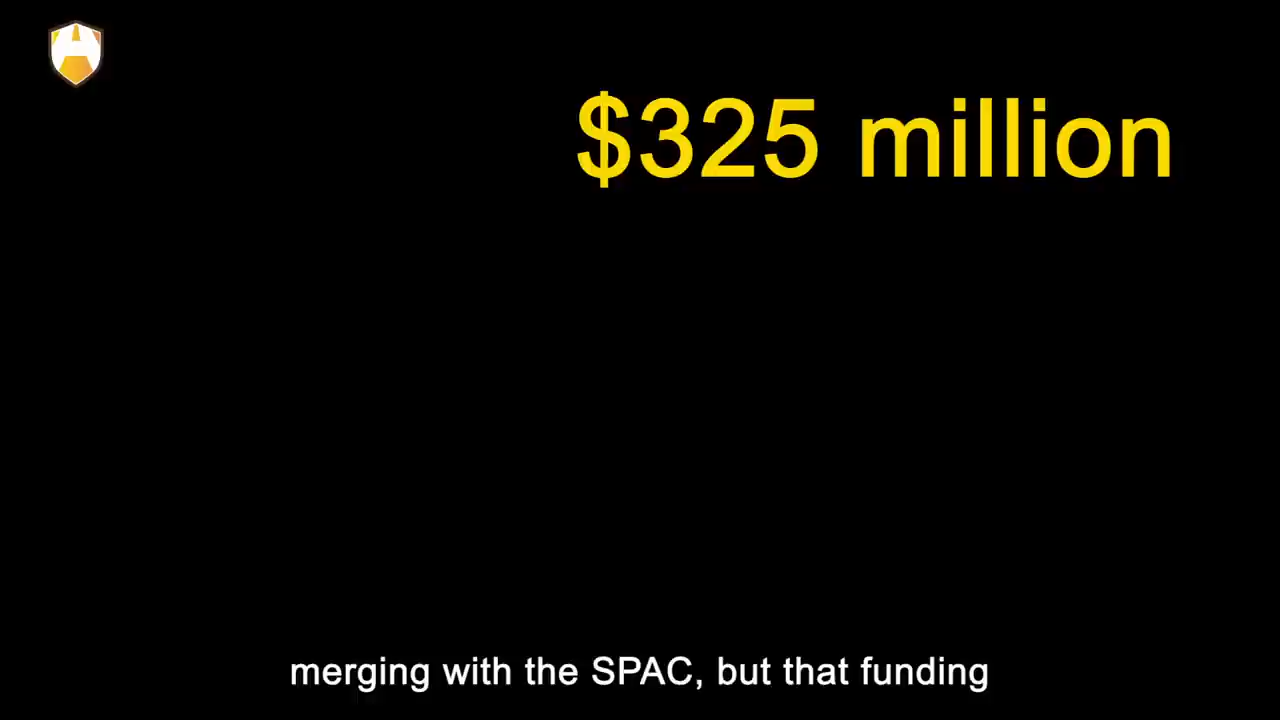 $325 million
merging with the SPAC, but that funding